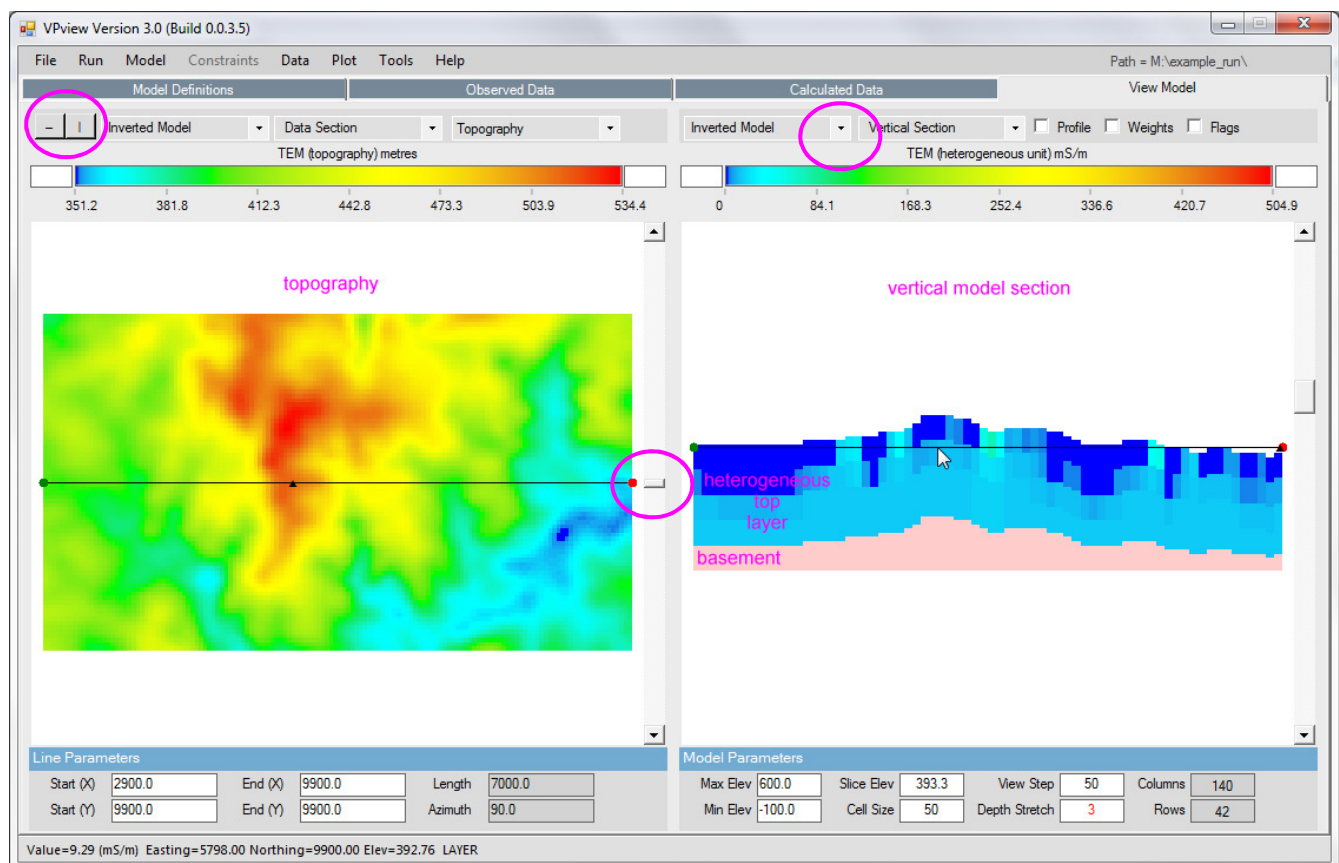 VPview Version 3.0 (Build 0.0.3.5)
File Run Model Constraints Data Plot Tools Help Path = M:\example_run\
Model Definitions Observed Data Calculated Data View Model
– | Inverted Model Data Section Topography Inverted Model Vertical Section Profile Weights Flags
TEM (topography) metres TEM (heterogeneous unit) mS/m
351.2 381.8 412.3 442.8 473.3 503.9 534.4 0 84.1 168.3 252.4 336.6 420.7 504.9
topography
vertical model section
heterogeneous
top
layer
basement
Line Parameters Model Parameters
Start (X) 2900.0 End (X) 9900.0 Length 7000.0 Max Elev 600.0 Slice Elev 393.3 View Step 50 Columns 140
Start (Y) 9900.0 End (Y) 9900.0 Azimuth 90.0 Min Elev -100.0 Cell Size 50 Depth Stretch 3 Rows 42
Value=9.29 (mS/m) Easting=5798.00 Northing=9900.00 Elev=392.76 LAYER